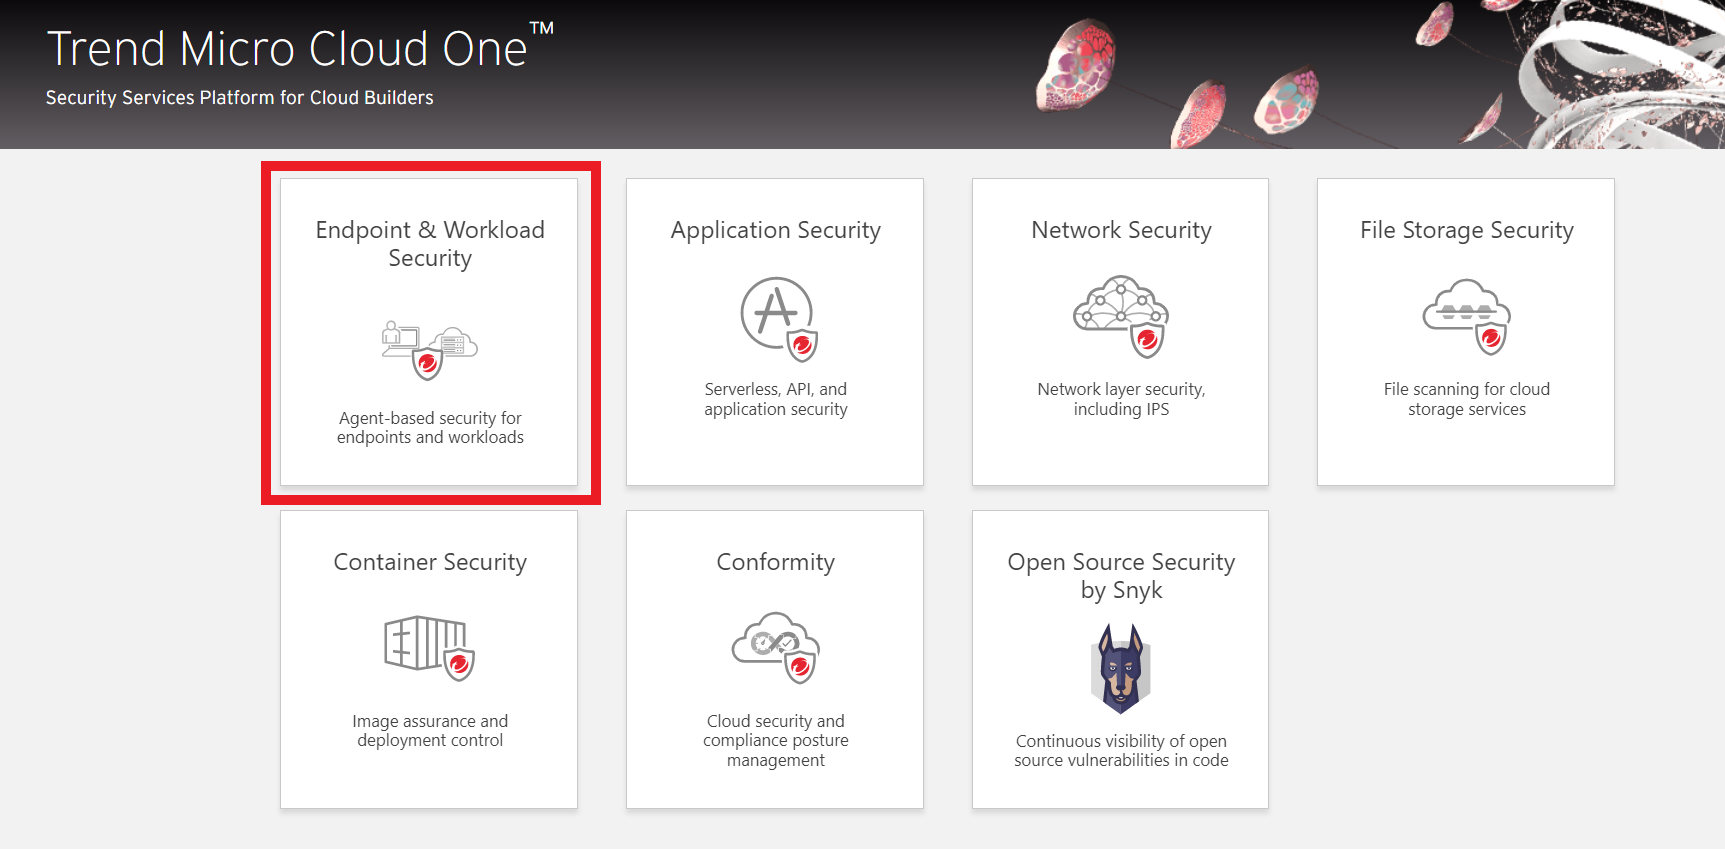 Trend Micro Cloud One™
Security Services Platform for Cloud Builders
Endpoint & Workload
Security
Agent-based security for
endpoints and workloads
Application Security
Serverless, API, and
application security
Network Security
Network layer security,
including IPS
File Storage Security
File scanning for cloud
storage services
Container Security
Image assurance and
deployment control
Conformity
Cloud security and
compliance posture
management
Open Source Security
by Snyk
Continuous visibility of open
source vulnerabilities in code